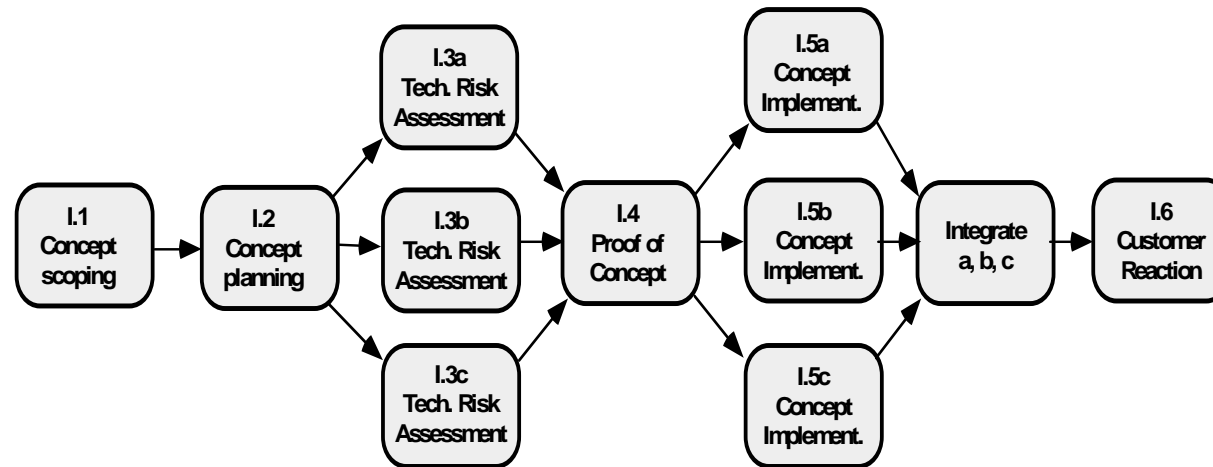 I.1
Concept
scoping
I.2
Concept
planning
I.3a
Tech. Risk
Assessment
I.3b
Tech. Risk
Assessment
I.3c
Tech. Risk
Assessment
I.4
Proof of
Concept
I.5a
Concept
Implement.
I.5b
Concept
Implement.
I.5c
Concept
Implement.
Integrate
a, b, c
I.6
Customer
Reaction